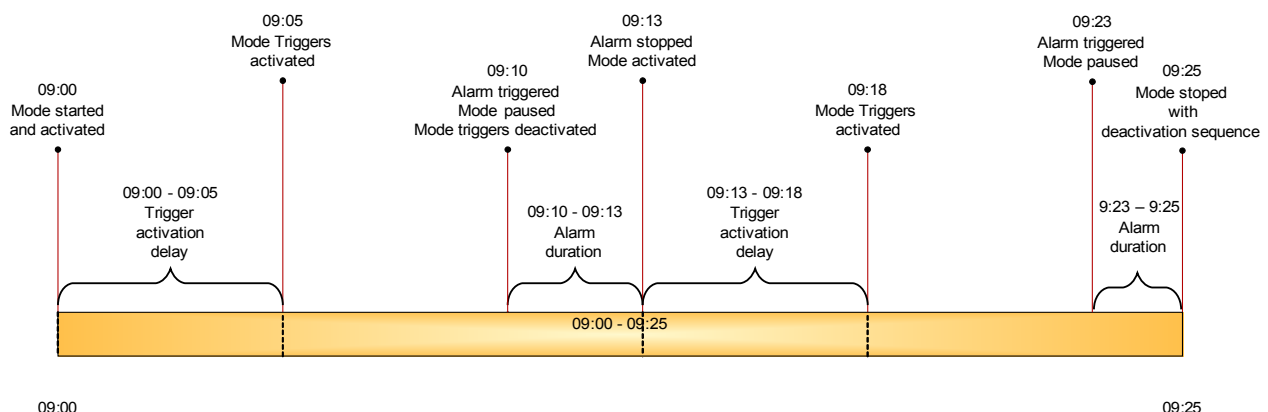 09:00
Mode started
and activated
09:05
Mode Triggers
activated
09:10
Alarm triggered
Mode paused
Mode triggers deactivated
09:13
Alarm stopped
Mode activated
09:18
Mode Triggers
activated
09:23
Alarm triggered
Mode paused
09:25
Mode stoped
with
deactivation sequence
09:00 - 09:05
Trigger
activation
delay
09:10 - 09:13
Alarm
duration
09:13 - 09:18
Trigger
activation
delay
9:23 – 9:25
Alarm
duration
09:00 - 09:25
09:00
09:25